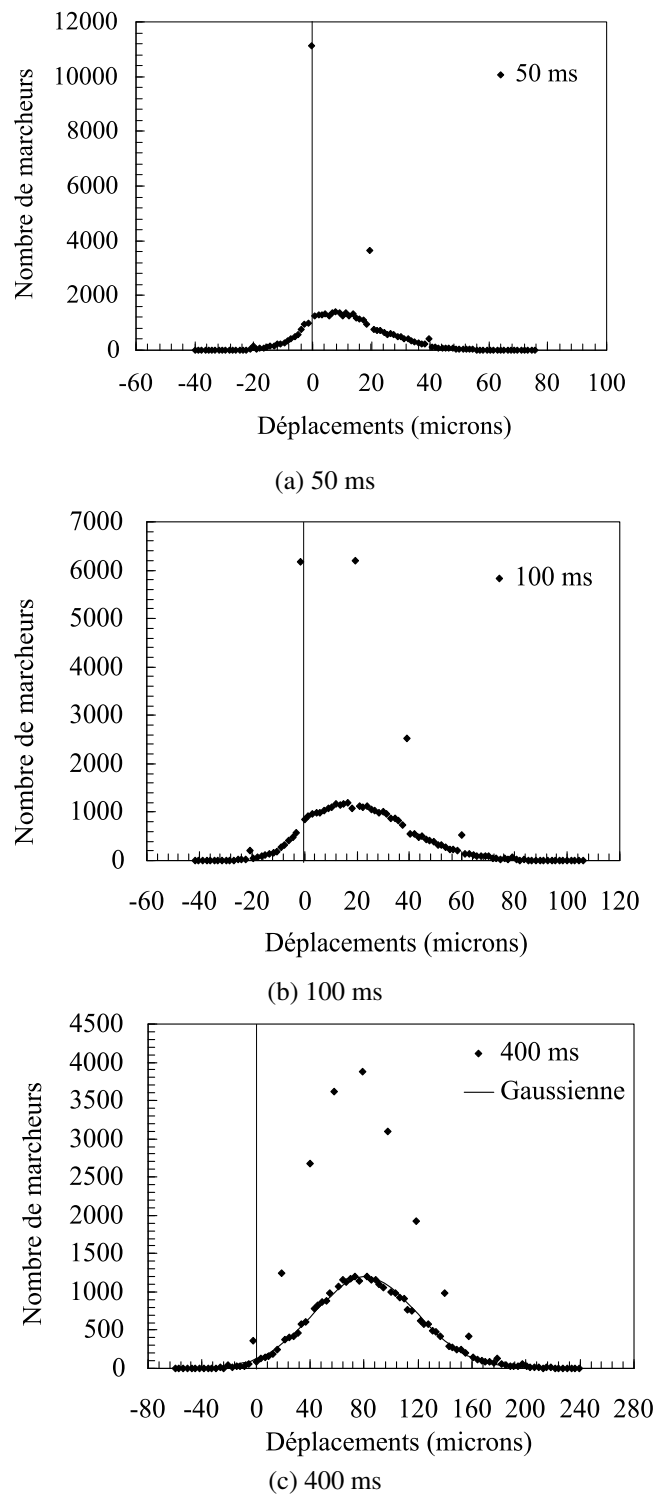 12000
10000
8000
6000
4000
2000
0
Nombre de marcheurs
50 ms
-60 -40 -20 0 20 40 60 80 100
Déplacements (microns)
(a) 50 ms
7000
6000
5000
4000
3000
2000
1000
0
Nombre de marcheurs
100 ms
-60 -40 -20 0 20 40 60 80 100 120
Déplacements (microns)
(b) 100 ms
4500
4000
3500
3000
2500
2000
1500
1000
500
0
Nombre de marcheurs
400 ms
Gaussienne
-80 -40 0 40 80 120 160 200 240 280
Déplacements (microns)
(c) 400 ms